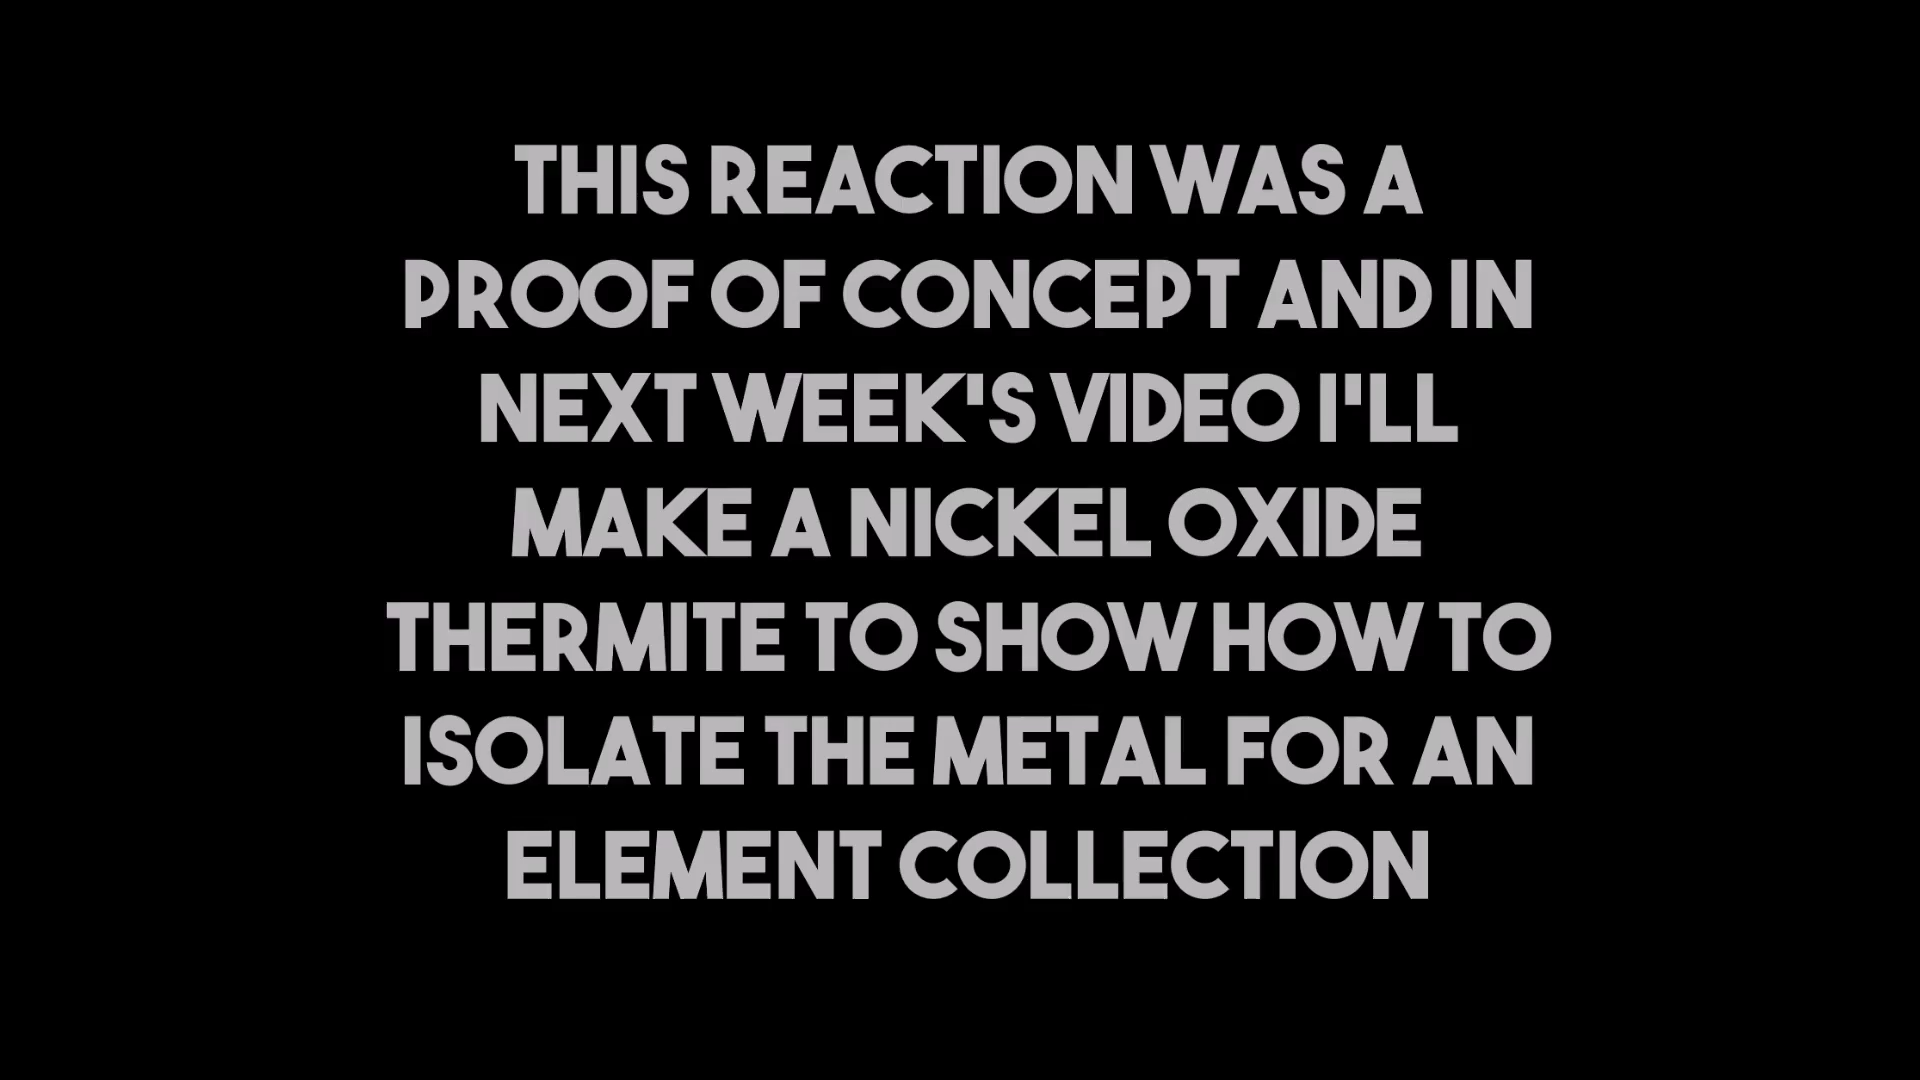 THIS REACTION WAS A
PROOF OF CONCEPT AND IN
NEXT WEEK'S VIDEO I'LL
MAKE A NICKEL OXIDE
THERMITE TO SHOW HOW TO
ISOLATE THE METAL FOR AN
ELEMENT COLLECTION